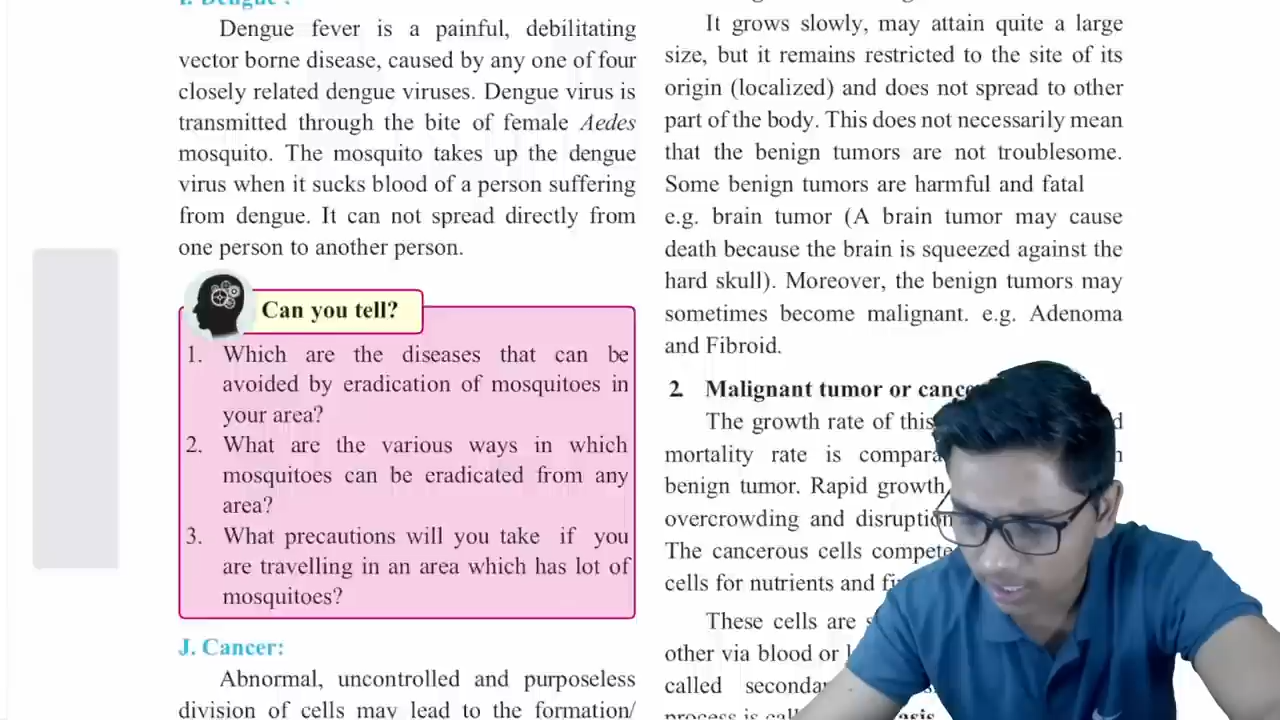 I. Dengue :
Dengue fever is a painful, debilitating
vector borne disease, caused by any one of four
closely related dengue viruses. Dengue virus is
transmitted through the bite of female Aedes
mosquito. The mosquito takes up the dengue
virus when it sucks blood of a person suffering
from dengue. It can not spread directly from
one person to another person.
Can you tell?
1. Which are the diseases that can be
avoided by eradication of mosquitoes in
your area?
2. What are the various ways in which
mosquitoes can be eradicated from any
area?
3. What precautions will you take if you
are travelling in an area which has lot of
mosquitoes?
J. Cancer:
Abnormal, uncontrolled and purposeless
division of cells may lead to the formation/
It grows slowly, may attain quite a large
size, but it remains restricted to the site of its
origin (localized) and does not spread to other
part of the body. This does not necessarily mean
that the benign tumors are not troublesome.
Some benign tumors are harmful and fatal
e.g. brain tumor (A brain tumor may cause
death because the brain is squeezed against the
hard skull). Moreover, the benign tumors may
sometimes become malignant. e.g. Adenoma
and Fibroid.
2. Malignant tumor or
The growth rate of this
mortality rate is
benign tumor. Rapid growth
overcrowding and
The cancerous cells compete
cells for nutrients and
These cells are
other via blood or
called
process is